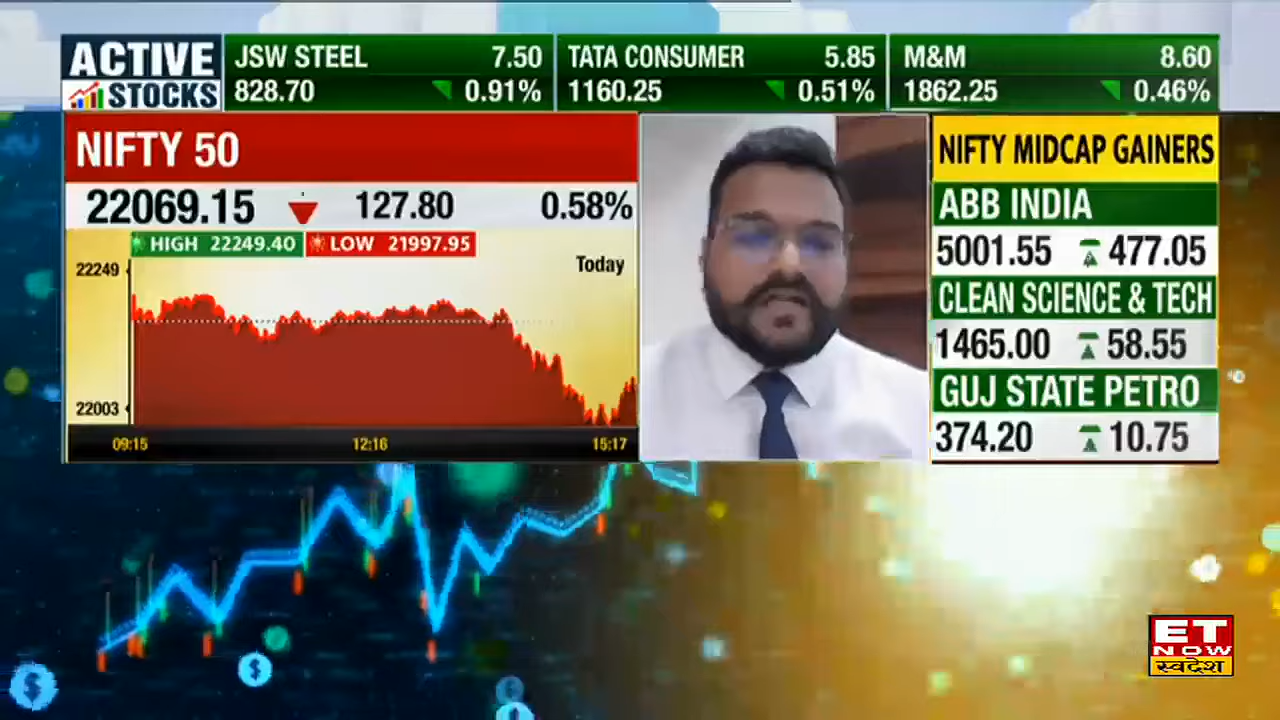 ACTIVE
STOCKS
JSW STEEL 7.50
828.70 0.91%
TATA CONSUMER 5.85
1160.25 0.51%
M&M 8.60
1862.25 0.46%
NIFTY 50
22069.15 127.80 0.58%
HIGH 22249.40 LOW 21997.95
Today
22249
22003
09:15 12:16 15:17
NIFTY MIDCAP GAINERS
ABB INDIA
5001.55 477.05
CLEAN SCIENCE & TECH
1465.00 58.55
GUJ STATE PETRO
374.20 10.75
$
$
ET
NOW
स्वदेश